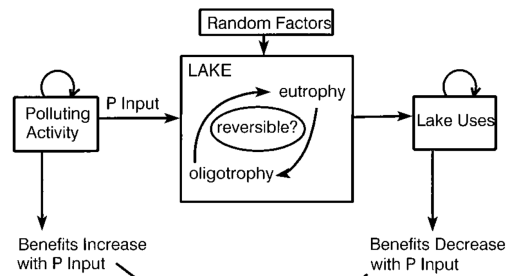 Random Factors
LAKE
eutrophy
P Input
Polluting
Activity
reversible?
Lake Uses
oligotrophy
Benefits Increase
with P Input
Benefits Decrease
with P Input